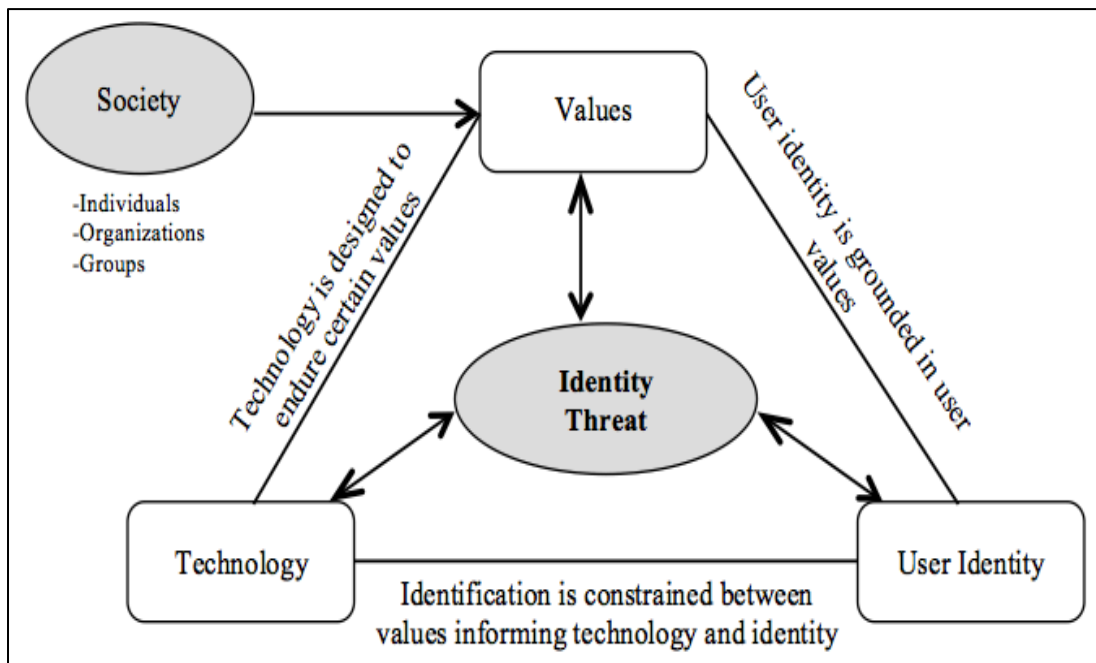 Society
-Individuals
-Organizations
-Groups
Values
Technology is designed to
endure certain values
User identity is grounded in user
values
Identity
Threat
Technology
User Identity
Identification is constrained between
values informing technology and identity